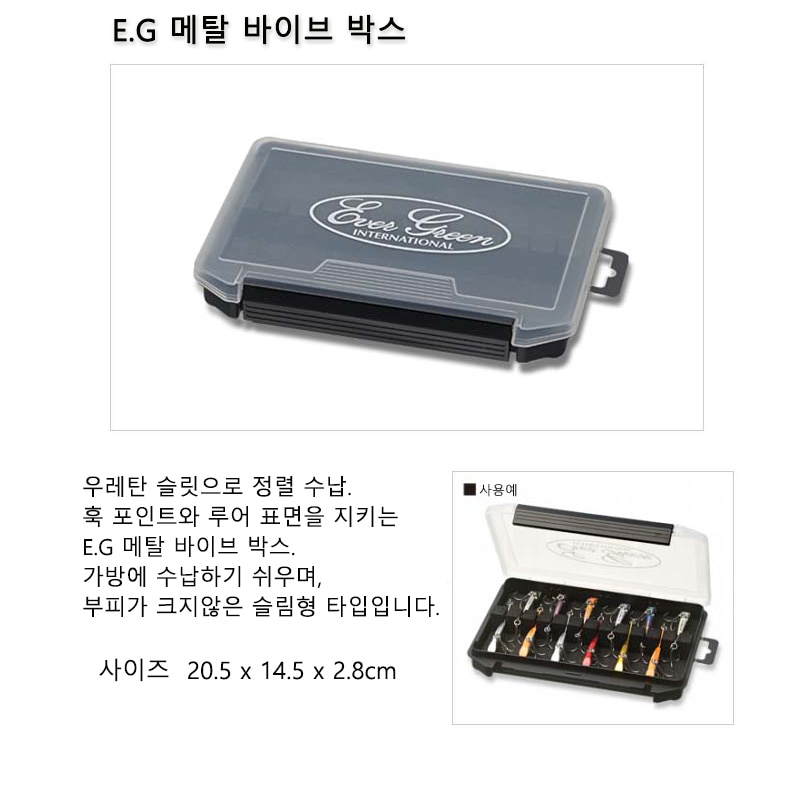 E.G 메탈 바이브 박스
Ever Green
INTERNATIONAL
우레탄 슬릿으로 정렬 수납.
훅 포인트와 루어 표면을 지키는
E.G 메탈 바이브 박스.
가방에 수납하기 쉬우며,
부피가 크지않은 슬림형 타입입니다.
사이즈 20.5 x 14.5 x 2.8cm
■ 사용예